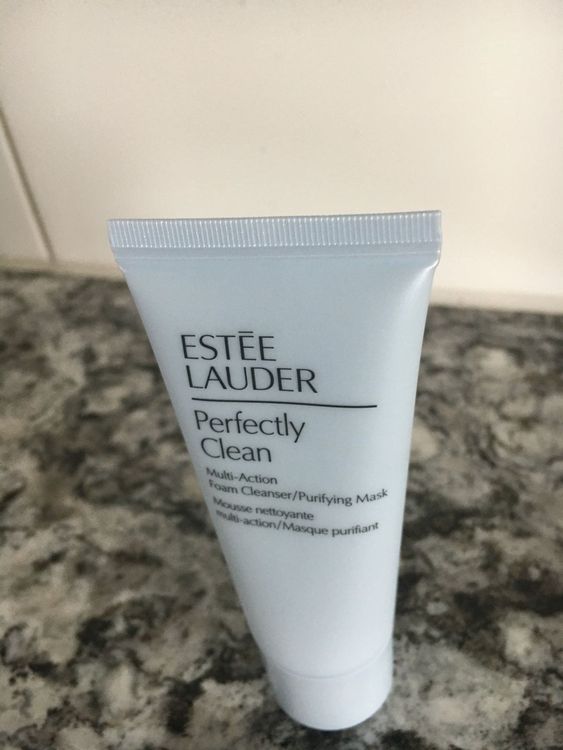 ESTĒE
LAUDER
Perfectly
Clean
Multi-Action
Foam Cleanser/Purifying Mask
Mousse nettoyante
multi-action/Masque purifiant